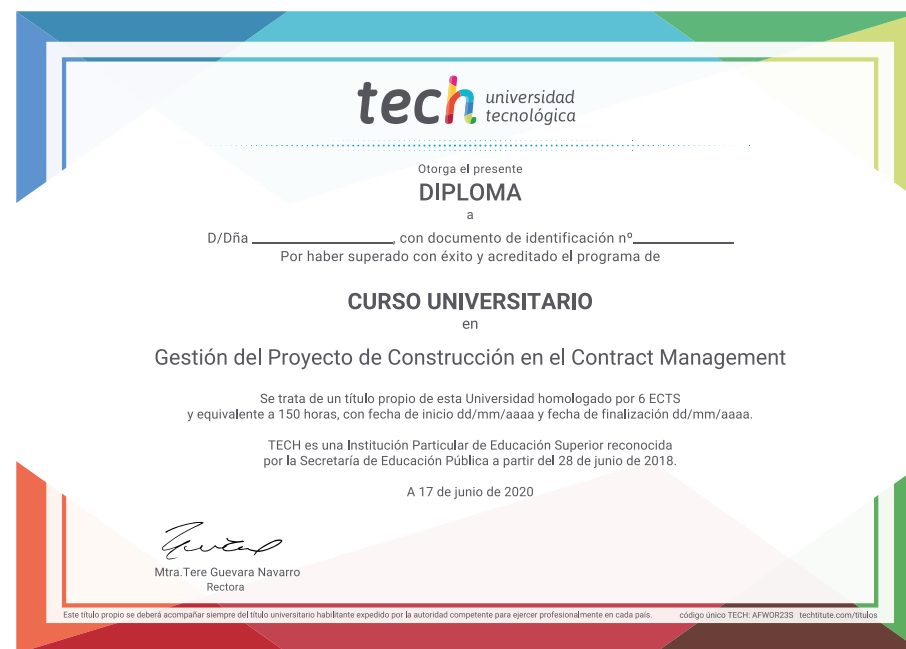 tech universidad
tecnológica
Otorga el presente
DIPLOMA
a
D/Dña ____________, con documento de identificación nº____________
Por haber superado con éxito y acreditado el programa de
CURSO UNIVERSITARIO
en
Gestión del Proyecto de Construcción en el Contract Management
Se trata de un título propio de esta Universidad homologado por 6 ECTS
y equivalente a 150 horas, con fecha de inicio dd/mm/aaaa y fecha de finalización dd/mm/aaaa.
TECH es una Institución Particular de Educación Superior reconocida
por la Secretaría de Educación Pública a partir del 28 de junio de 2018.
A 17 de junio de 2020
Mtra.Tere Guevara Navarro
Rectora
Este título propio se deberá acompañar siempre del título universitario habilitante expedido por la autoridad competente para ejercer profesionalmente en cada país. código único TECH: AFWOR23S techtitute.com/titulos